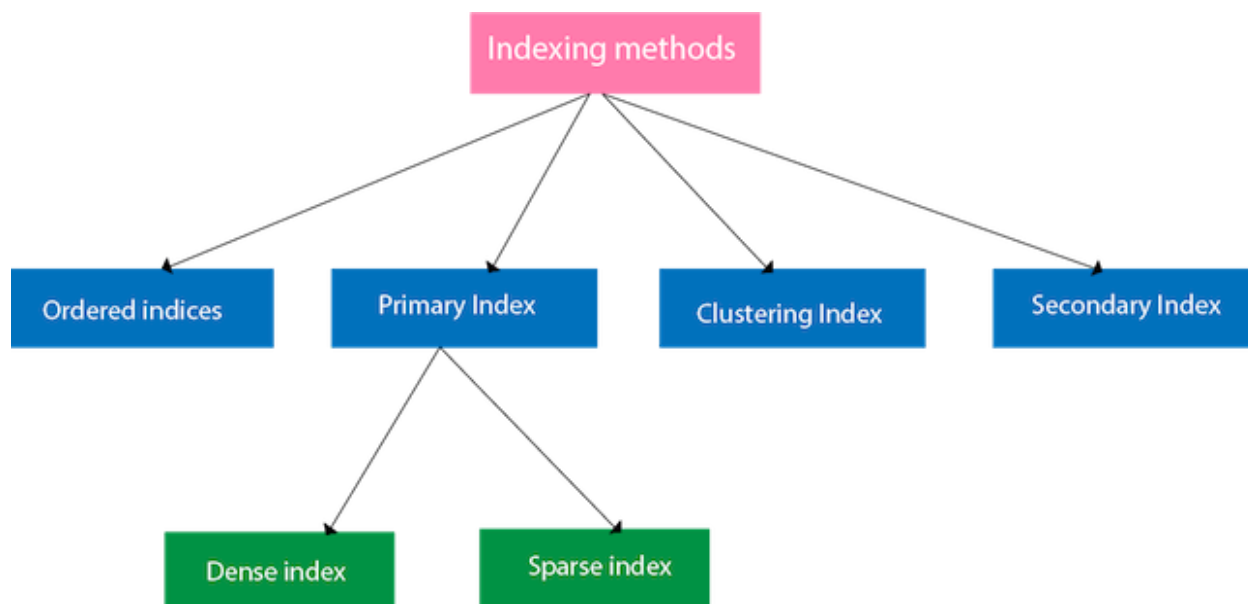 Indexing methods
Ordered indices
Primary Index
Clustering Index
Secondary Index
Dense index
Sparse index